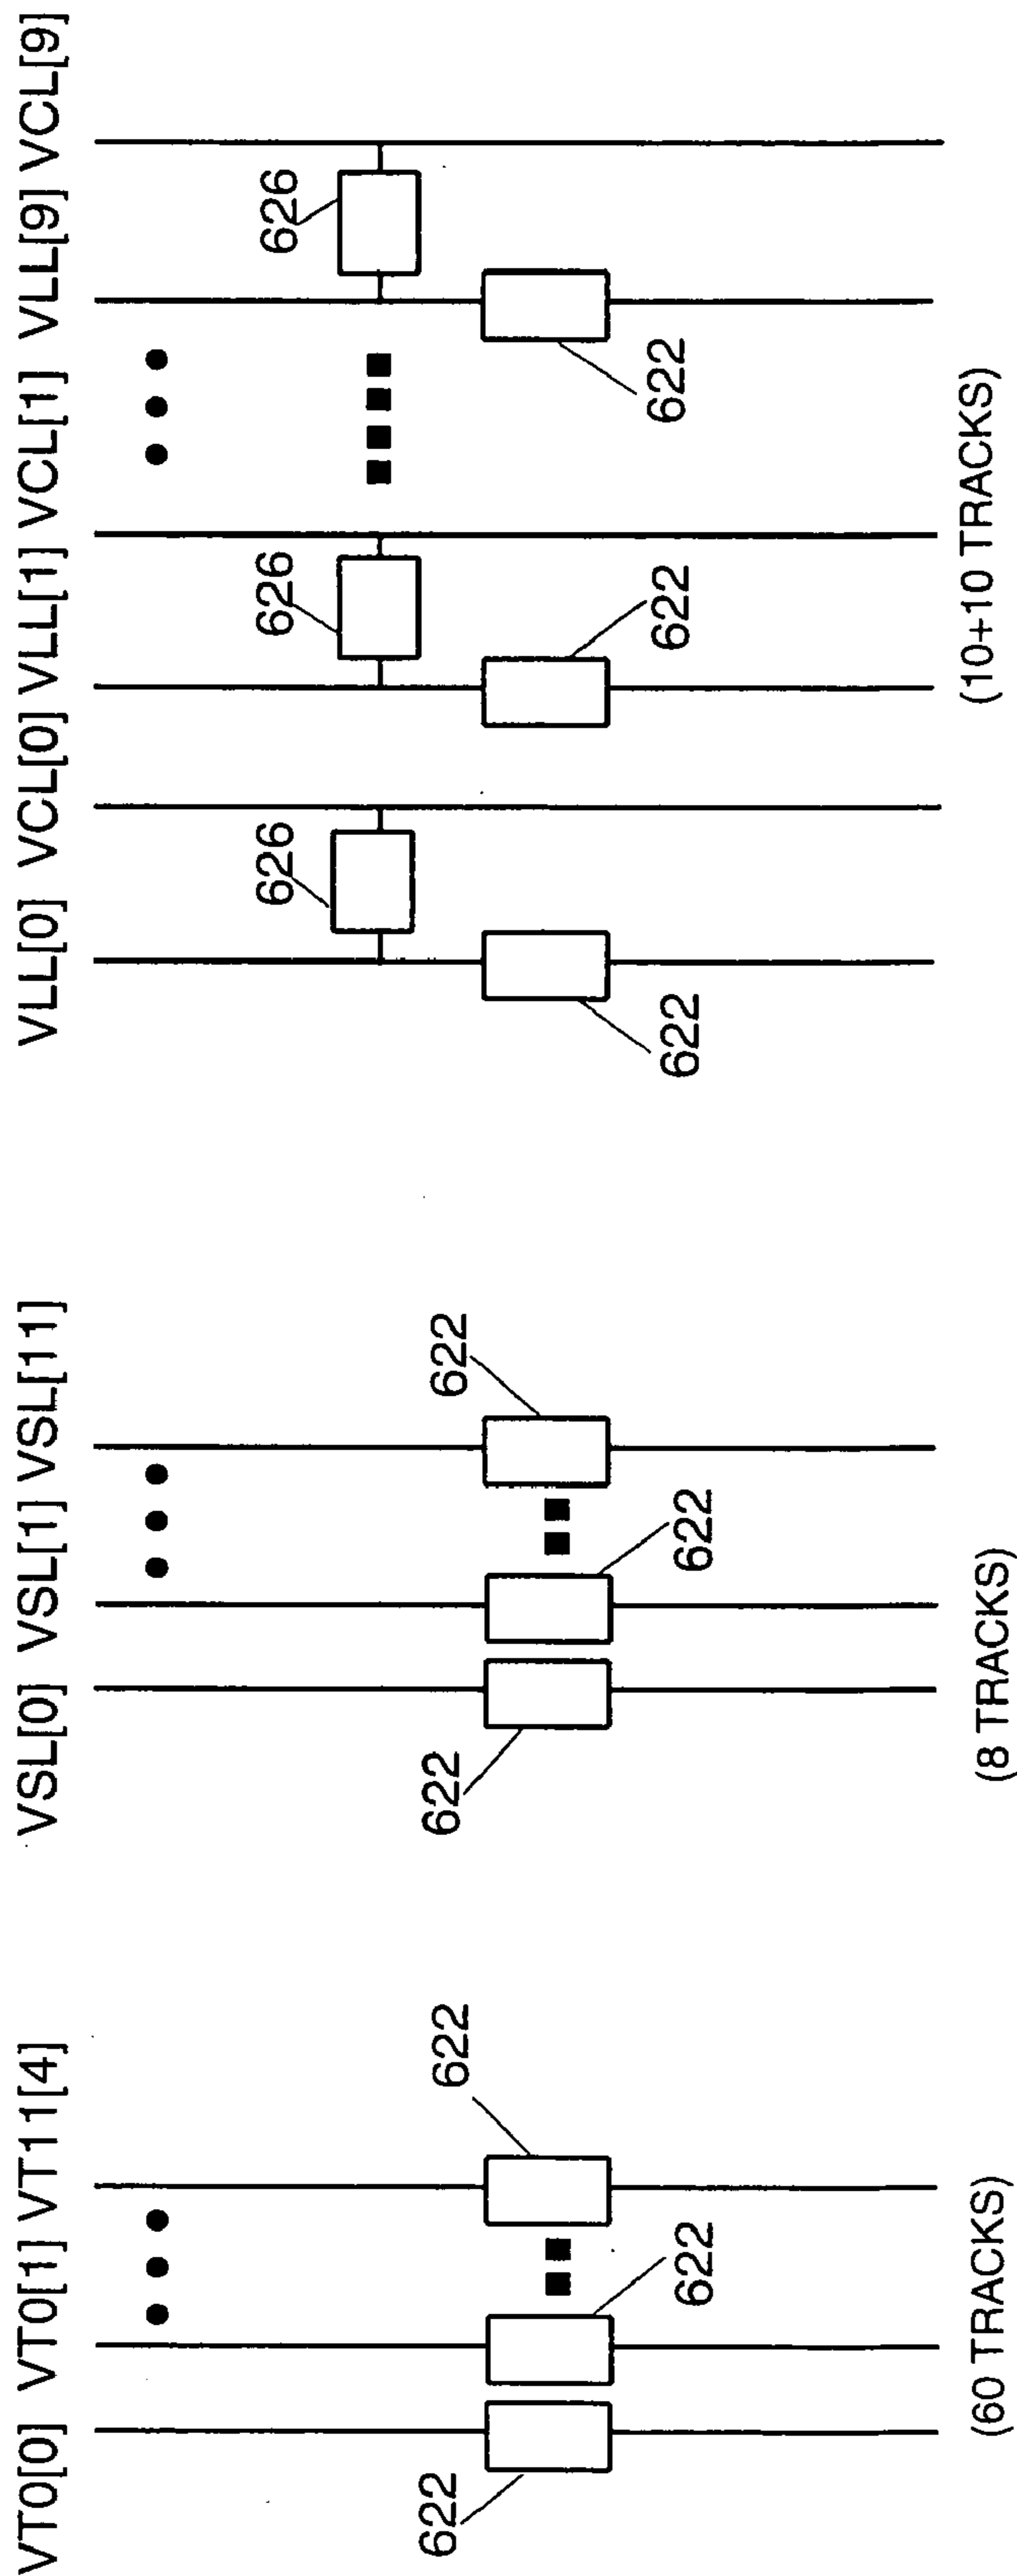 VT0[0] VT0[1] VT11[4] VSL[0] VSL[1] VSL[11] VLL[0] VCL[0] VLL[1] VCL[1] VLL[9] VCL[9]
626 626 626
622 622
622 622
622 622 622 622 622
(60 TRACKS) (8 TRACKS) (10+10 TRACKS)